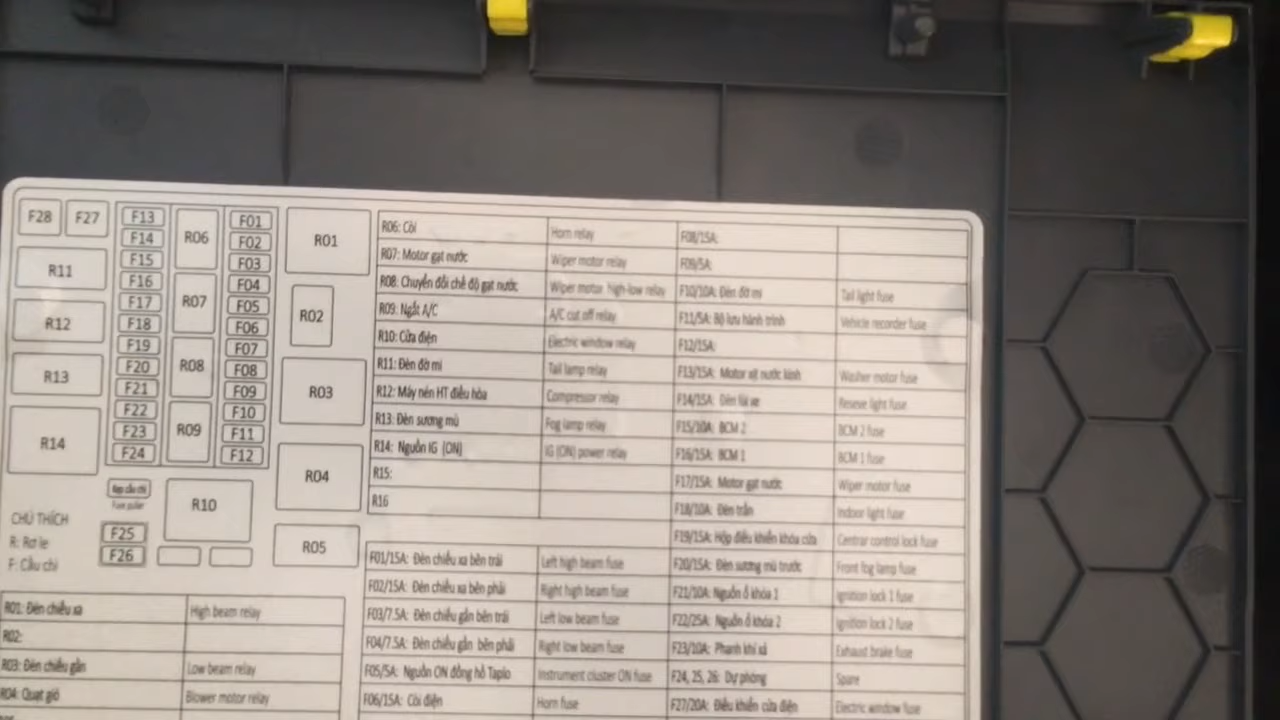 F28 F27 F13 R06 F01 R01
F14 F02
F15 F03
R11 F16 R07 F04
F17 F05 R02
R12 F18 F06
F19 R08 F07
R13 F20 F08 R03
F21 F09
F22 R09 F10
R14 F23 F11
F24 F12 R04
Kẹp cầu chì
Fuse puller
R10
CHÚ THÍCH
R: Rơ le
F: Cầu chì
F25
F26
R05
R01: Đèn chiếu xa High beam relay
R02:
R03: Đèn chiếu gần Low beam relay
R04: Quạt gió Blower motor relay
R06: Còi Horn relay
R07: Motor gạt nước Wiper motor relay
R08: Chuyển đổi chế độ gạt nước Wiper motor high-low relay
R09: Ngắt A/C A/C cut off relay
R10: Cửa điện Electric window relay
R11: Đèn đờ mi Tail lamp relay
R12: Máy nén HT điều hòa Compressor relay
R13: Đèn sương mù Fog lamp relay
R14: Nguồn IG (ON) IG (ON) power relay
R15:
R16
F01/15A: Đèn chiếu xa bên trái Left high beam fuse
F02/15A: Đèn chiếu xa bên phải Right high beam fuse
F03/7.5A: Đèn chiếu gần bên trái Left low beam fuse
F04/7.5A: Đèn chiếu gần bên phải Right low beam fuse
F05/5A: Nguồn ON đồng hồ Taplo Instrument cluster ON fuse
F06/15A: Còi điện Horn fuse
F08/15A:
F09/5A:
F10/10A: Đèn đờ mi Tail light fuse
F11/5A: Bộ lưu hành trình Vehicle recorder fuse
F12/15A:
F13/15A: Motor xịt nước kính Washer motor fuse
F14/15A: Đèn lùi xe Reseve light fuse
F15/10A: BCM 2 BCM 2 fuse
F16/15A: BCM 1 BCM 1 fuse
F17/15A: Motor gạt nước Wiper motor fuse
F18/10A: Đèn trần Indoor light fuse
F19/15A: Hộp điều khiển khóa cửa Centrar control lock fuse
F20/15A: Đèn sương mù trước Front fog lamp fuse
F21/10A: Nguồn ổ khóa 1 Ignition lock 1 fuse
F22/25A: Nguồn ổ khóa 2 Ignition lock 2 fuse
F23/10A: Phanh khí xả Exhaust brake fuse
F24, 25, 26: Dự phòng Spare
F27/20A: Điều khiển cửa điện Electric window fuse